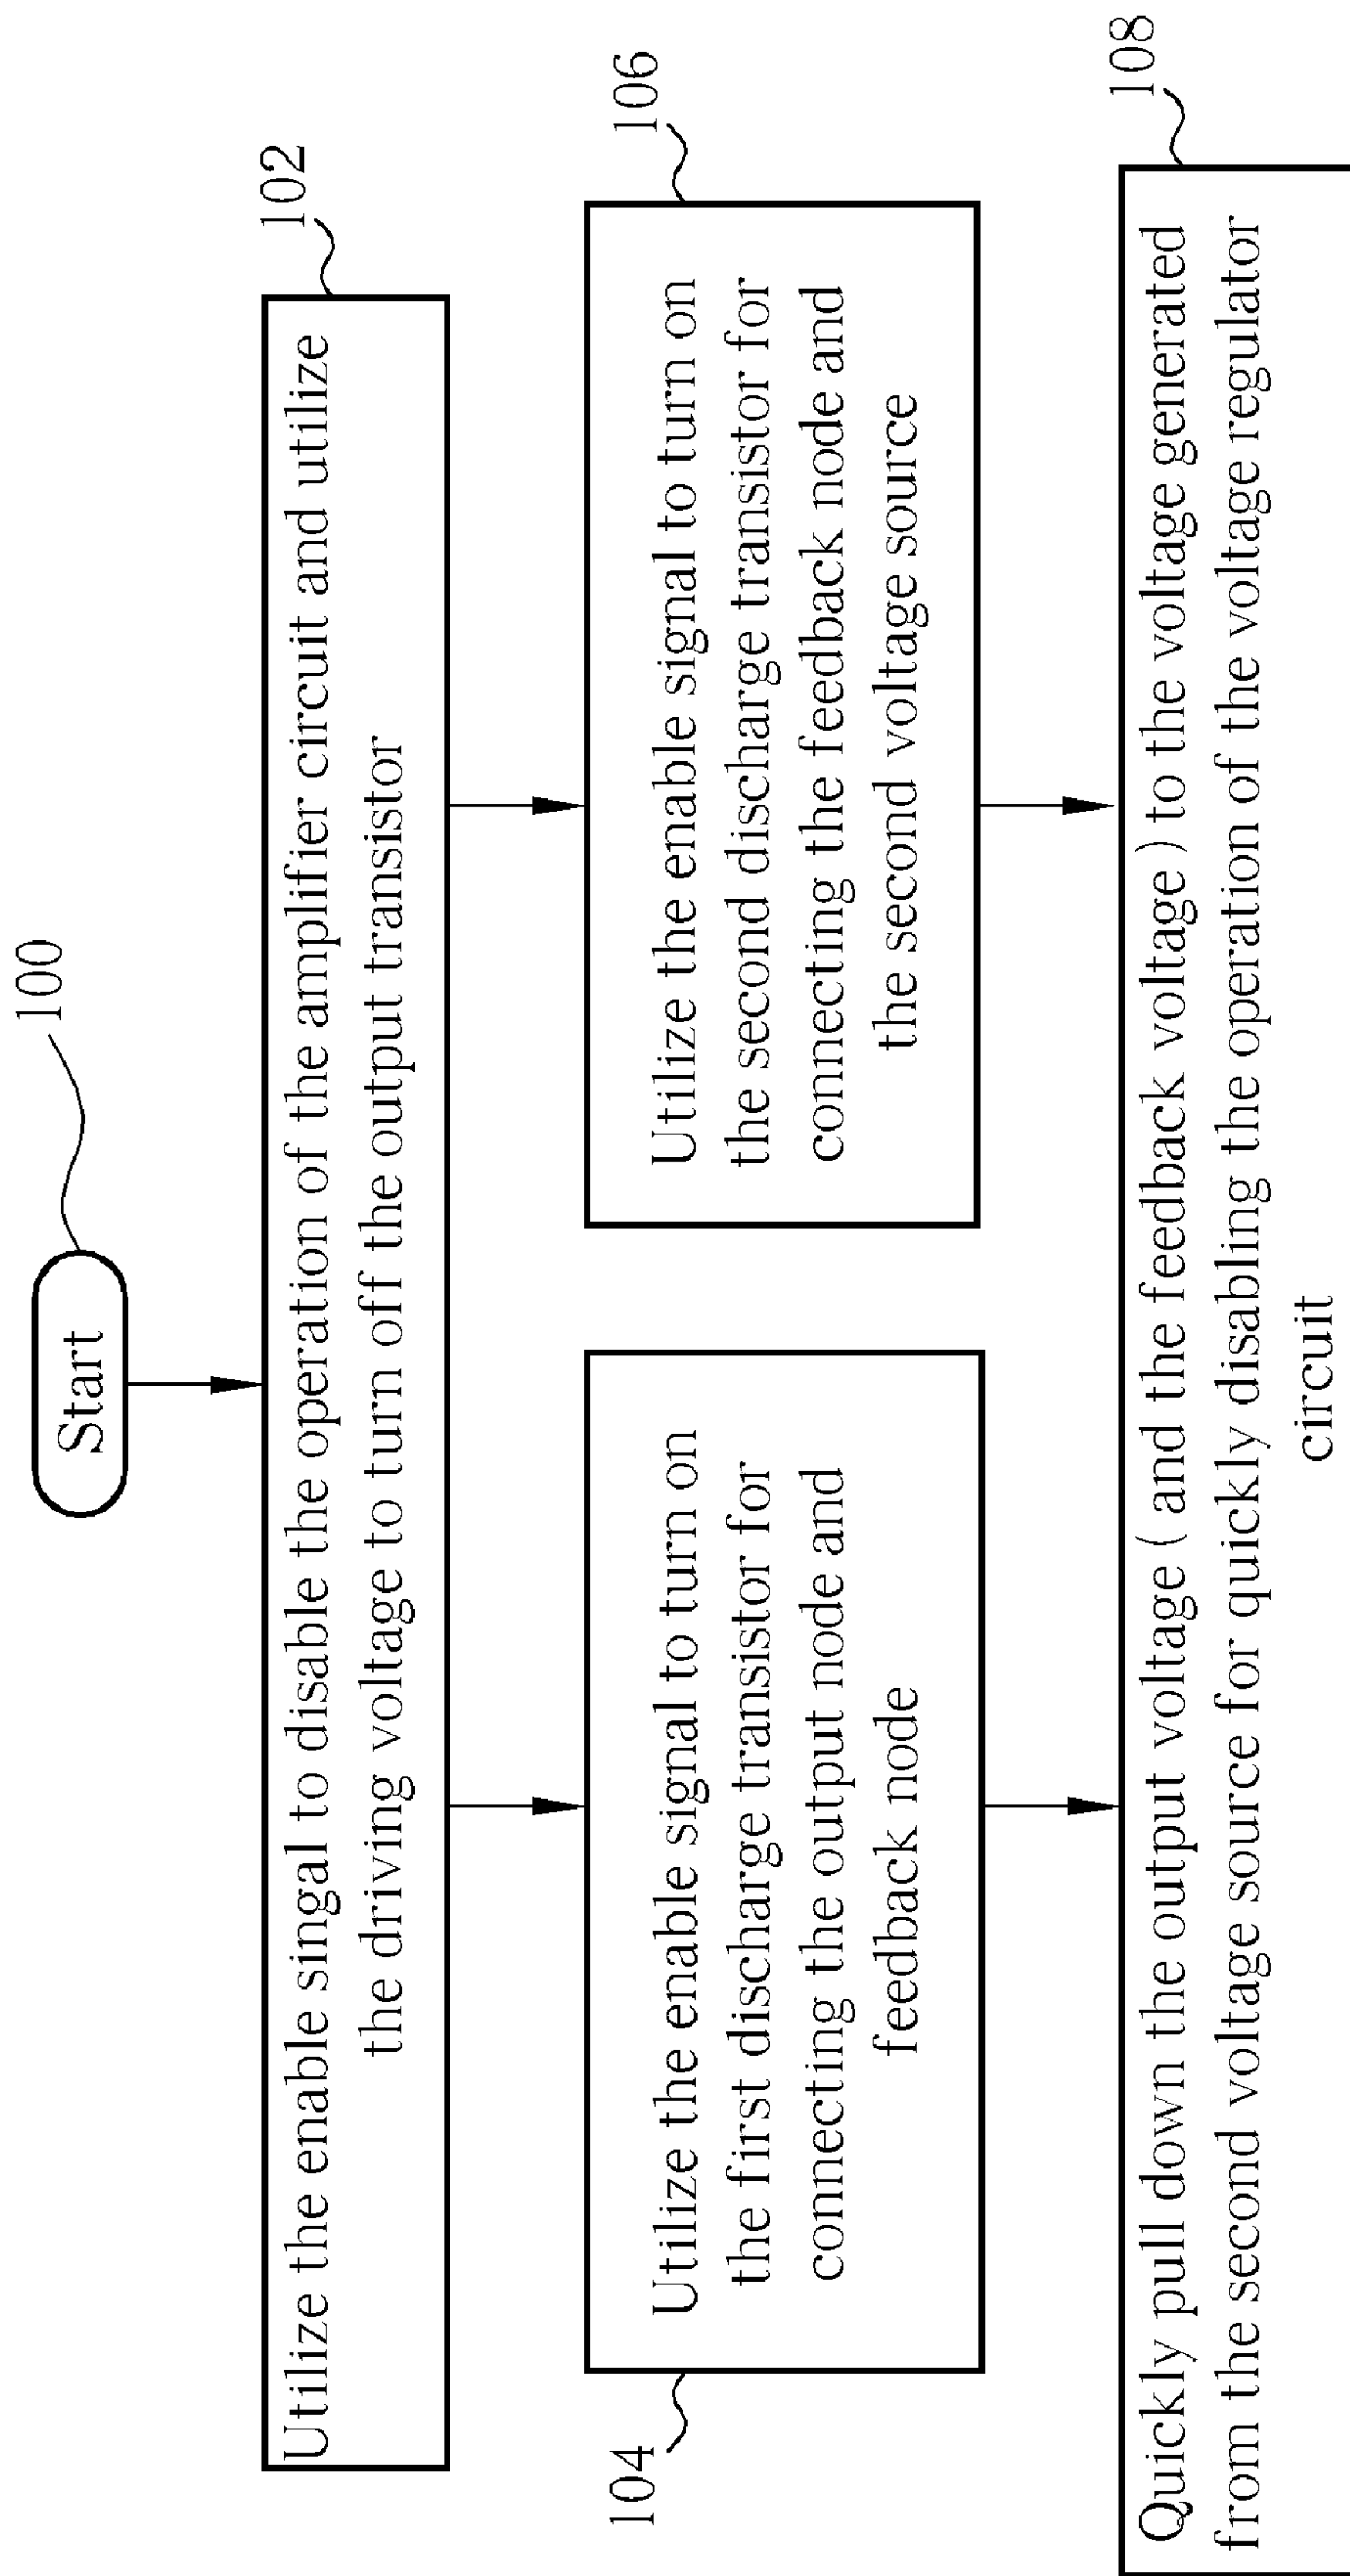 100
Start
102
Utilize the enable singal to disable the operation of the amplifier circuit and utilize
the driving voltage to turn off the output transistor
104
Utilize the enable signal to turn on
the first discharge transistor for
connecting the output node and
feedback node
106
Utilize the enable signal to turn on
the second discharge transistor for
connecting the feedback node and
the second voltage source
108
Quickly pull down the output voltage (and the feedback voltage) to the voltage generated
from the second voltage source for quickly disabling the operation of the voltage regulator
circuit